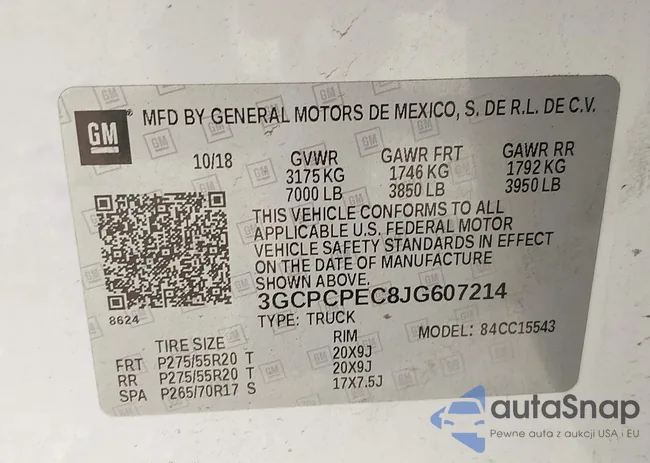 GM
MFD BY GENERAL MOTORS DE MEXICO, S. DE R.L. DE C.V.
10/18 GVWR GAWR FRT GAWR RR
3175 KG 1746 KG 1792 KG
7000 LB 3850 LB 3950 LB
THIS VEHICLE CONFORMS TO ALL
APPLICABLE U.S. FEDERAL MOTOR
VEHICLE SAFETY STANDARDS IN EFFECT
ON THE DATE OF MANUFACTURE
SHOWN ABOVE.
8624
3GCPCPEC8JG607214
TYPE: TRUCK MODEL: 84CC15543
TIRE SIZE RIM
FRT P275/55R20 T 20X9J
RR P275/55R20 T 20X9J
SPA P265/70R17 S 17X7.5J
autaSnap
Pewne auta z aukcji USA i EU